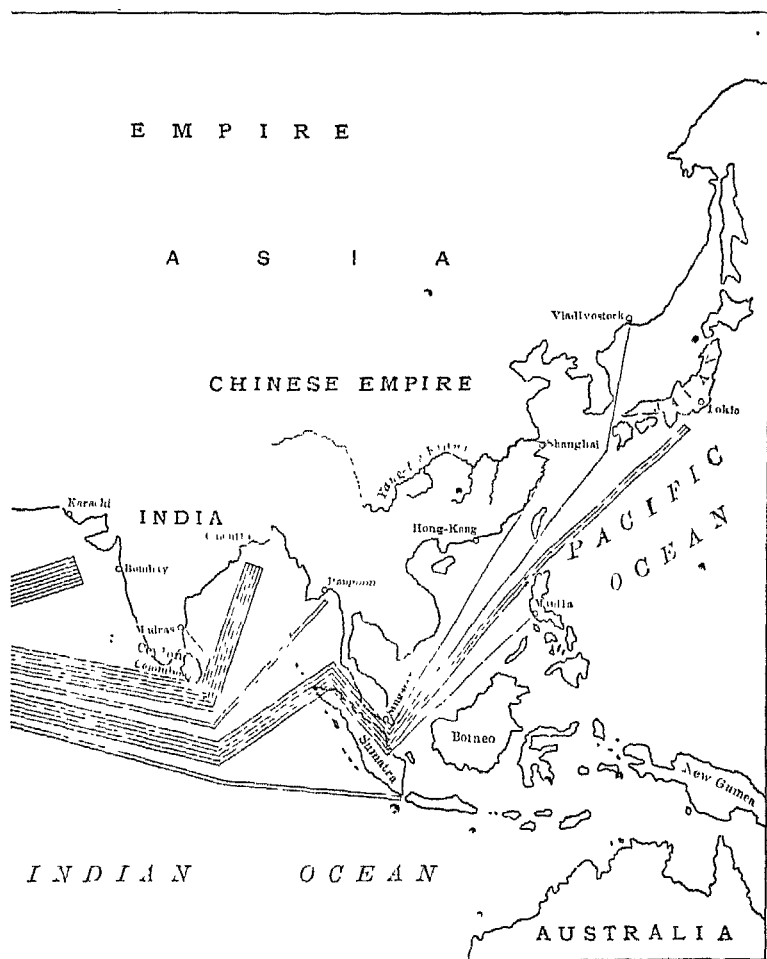 EMPIRE
ASIA
Vladivostock
CHINESE EMPIRE
Tokio
Shanghai
Karachi
INDIA
Hong-Kong
PACIFIC
OCEAN
Bombay
Rangoon
Manila
Madras
Borneo
Sumatra
New Guinea
INDIAN OCEAN
AUSTRALIA